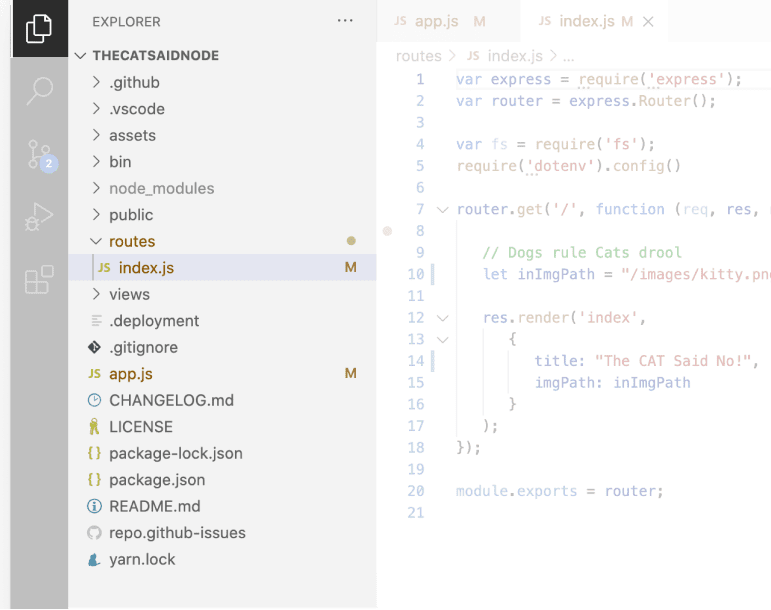 EXPLORER ···
THECATSAIDNODE
.github
.vscode
assets
bin
node_modules
public
routes
JS index.js M
views
.deployment
.gitignore
JS app.js M
CHANGELOG.md
LICENSE
{} package-lock.json
{} package.json
README.md
repo.github-issues
yarn.lock
2
JS app.js M JS index.js M
routes > JS index.js > ...
1 var express = require('express');
2 var router = express.Router();
3
4 var fs = require('fs');
5 require('dotenv').config()
6
7 router.get('/', function (req, res,
8
9 // Dogs rule Cats drool
10 let inImgPath = "/images/kitty.pn
11
12 res.render('index',
13 {
14 title: "The CAT Said No!",
15 imgPath: inImgPath
16 }
17 );
18 });
19
20 module.exports = router;
21